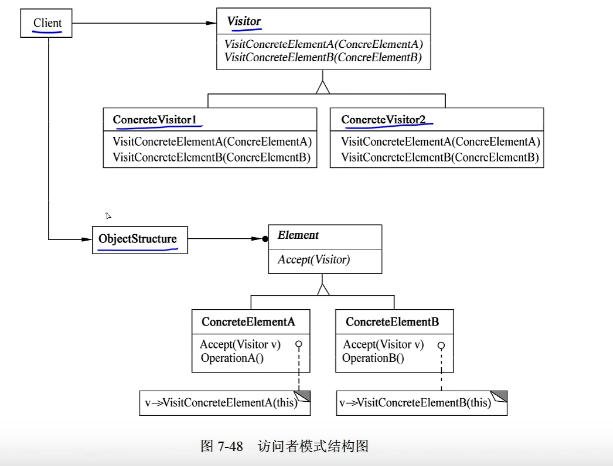 Client
Visitor
VisitConcreteElementA(ConcreElementA)
VisitConcreteElementB(ConcreElementB)
ConcreteVisitor1
VisitConcreteElementA(ConcreElementA)
VisitConcreteElementB(ConcreElementB)
ConcreteVisitor2
VisitConcreteElementA(ConcreElementA)
VisitConcreteElementB(ConcreElementB)
ObjectStructure
Element
Accept(Visitor)
ConcreteElementA
Accept(Visitor v)
OperationA()
ConcreteElementB
Accept(Visitor v)
OperationB()
v->VisitConcreteElementA(this)
v->VisitConcreteElementB(this)
图 7-48 访问者模式结构图